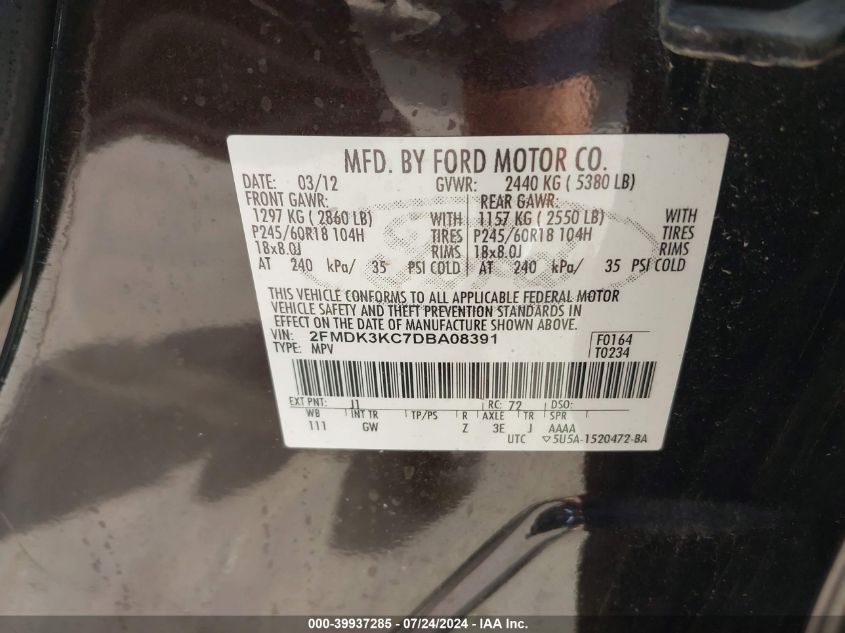 MFD. BY FORD MOTOR CO.
DATE: 03/12 GVWR: 2440 KG ( 5380 LB)
FRONT GAWR: REAR GAWR:
1297 KG ( 2860 LB) WITH 1157 KG ( 2550 LB) WITH
P245/60R18 104H TIRES P245/60R18 104H TIRES
18x8.0J RIMS 18x8.0J RIMS
AT 240 kPa/ 35 PSI COLD AT 240 kPa/ 35 PSI COLD
THIS VEHICLE CONFORMS TO ALL APPLICABLE FEDERAL MOTOR
VEHICLE SAFETY AND THEFT PREVENTION STANDARDS IN
EFFECT ON THE DATE OF MANUFACTURE SHOWN ABOVE.
VIN: 2FMDK3KC7DBA08391 F0164
TYPE: MPV T0234
EXT PNT: J1 RC: 72 DSO:
WB INT TR TP/PS R AXLE TR SPR
111 GW Z 3E J AAAA
UTC ▽5U5A-1520472-BA
000-39937285 - 07/24/2024 - IAA Inc.